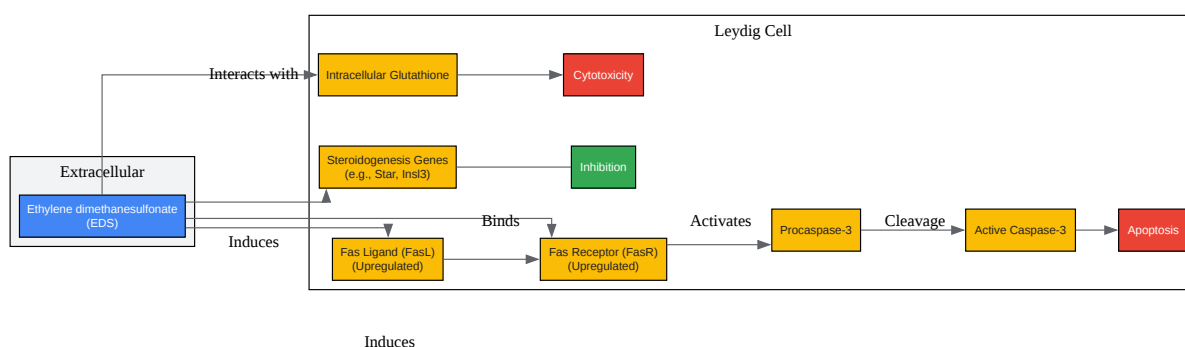 Leydig Cell
Interacts with
Intracellular Glutathione
Cytotoxicity
Extracellular
Steroidogenesis Genes
(e.g., Star, Insl3)
Inhibition
Ethylene dimethanesulfonate
(EDS)
Induces
Binds
Activates
Procaspase-3
Cleavage
Active Caspase-3
Apoptosis
Fas Ligand (FasL)
(Upregulated)
Fas Receptor (FasR)
(Upregulated)
Induces